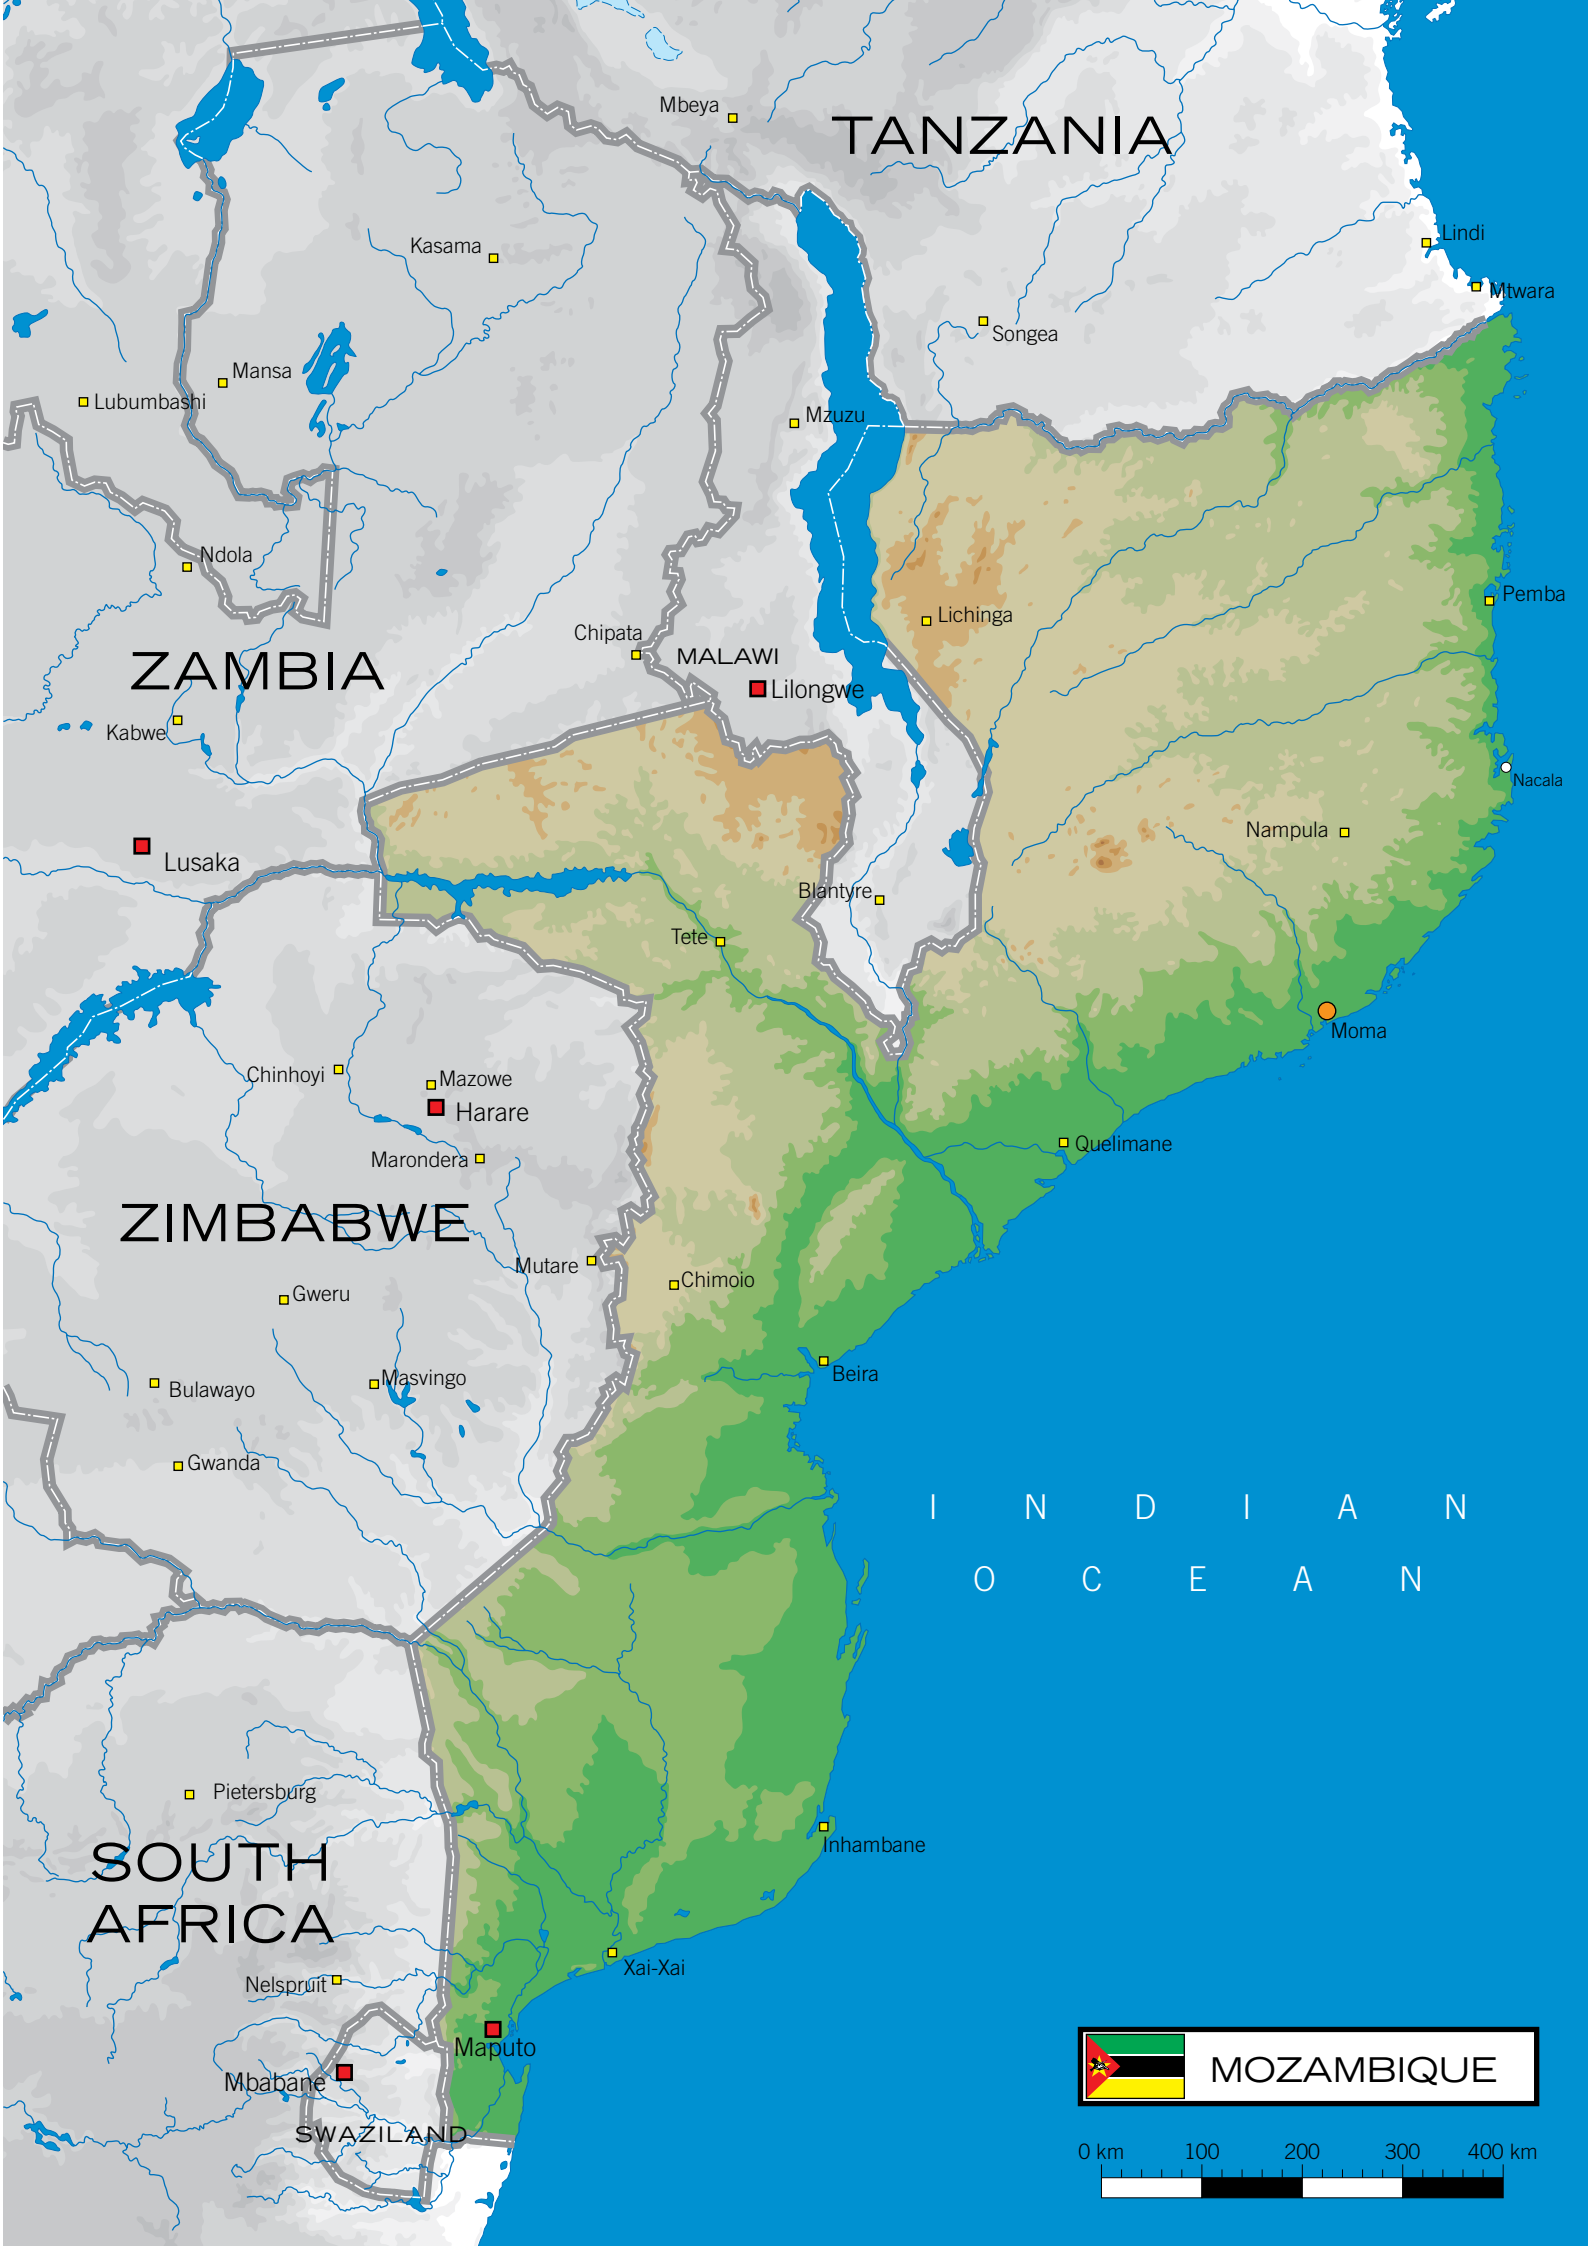 Mbeya
TANZANIA
Kasama
Lindi
Mtwara
Songea
Mansa
Lubumbashi
Mzuzu
Ndola
Pemba
Lichinga
Chipata
MALAWI
ZAMBIA
Lilongwe
Kabwe
Nacala
Nampula
Lusaka
Blantyre
Tete
Moma
Chinhoyi
Mazowe
Harare
Quelimane
Marondera
ZIMBABWE
Mutare
Chimoio
Gweru
Beira
Masvingo
Bulawayo
Gwanda
INDIAN
OCEAN
Pietersburg
Inhambane
SOUTH
AFRICA
Xai-Xai
Nelspruit
Maputo
Mbabane
MOZAMBIQUE
SWAZILAND
0 km 100 200 300 400 km